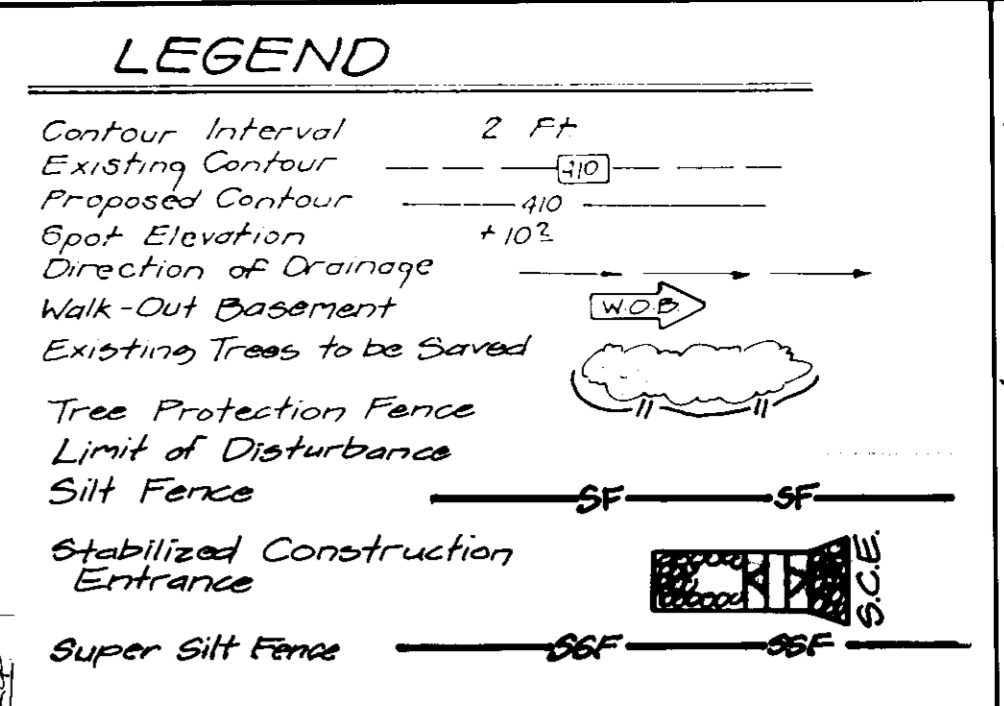 LEGEND
Contour Interval 2 Ft.
Existing Contour 410
Proposed Contour 410
Spot Elevation +10²
Direction of Drainage
Walk-Out Basement W.O.B.
Existing Trees to be Saved
Tree Protection Fence
Limit of Disturbance
Silt Fence SF SF
Stabilized Construction
Entrance S.C.E.
Super Silt Fence SSF SSF